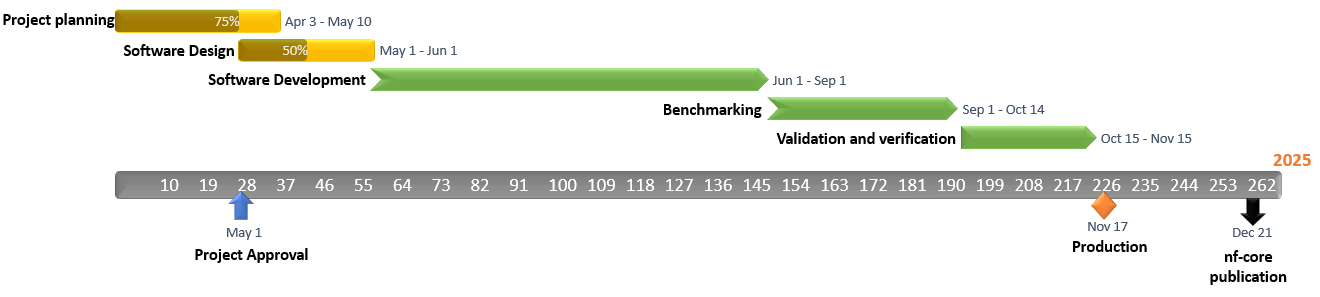 Project planning 75% Apr 3 - May 10
Software Design 50% May 1 - Jun 1
Software Development Jun 1 - Sep 1
Benchmarking Sep 1 - Oct 14
Validation and verification Oct 15 - Nov 15
2025
10 19 28 37 46 55 64 73 82 91 100 109 118 127 136 145 154 163 172 181 190 199 208 217 226 235 244 253 262
May 1
Project Approval
Nov 17
Production
Dec 21
nf-core
publication